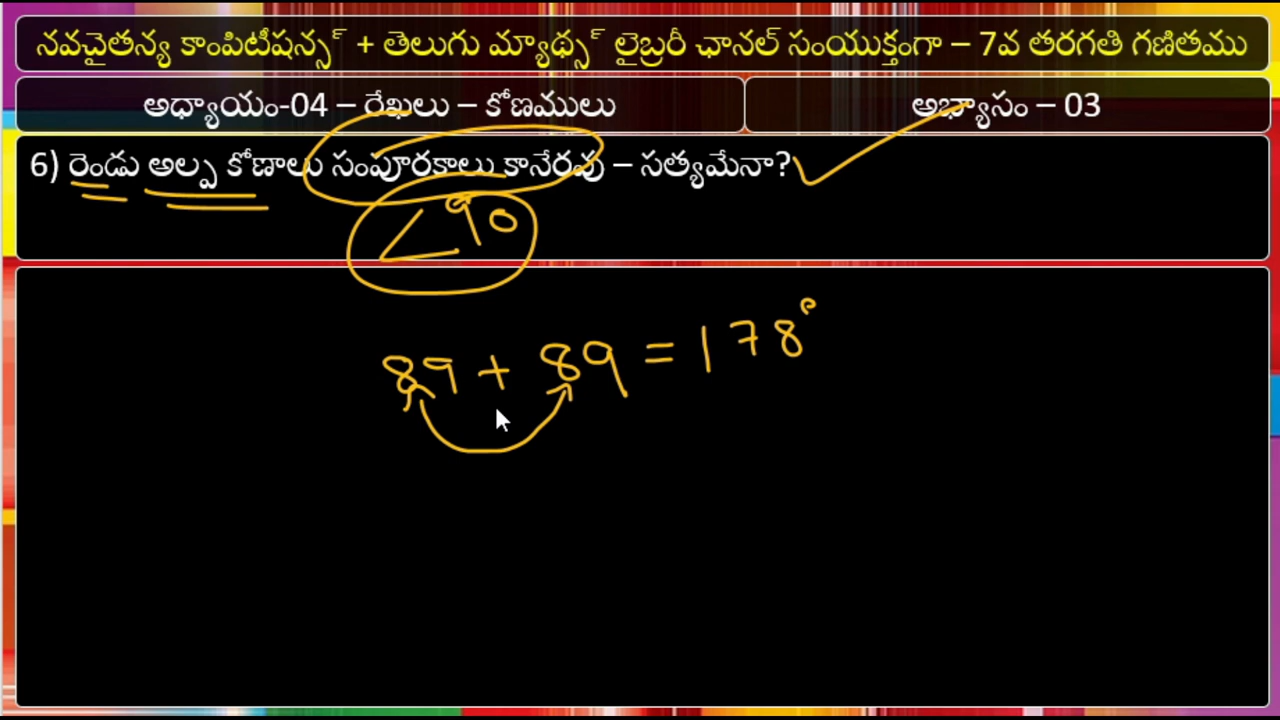 నవచైతన్య కాంపిటీషన్స్ + తెలుగు మ్యాథ్స్ లైబ్రరీ ఛానల్ సంయుక్తంగా – 7వ తరగతి గణితము
అధ్యాయం-04 – రేఖలు – కోణములు
అభ్యాసం – 03
6) రెండు అల్ప కోణాలు సంపూరకాలు కానేరవు – సత్యమేనా?
<90
89 + 89 = 178°